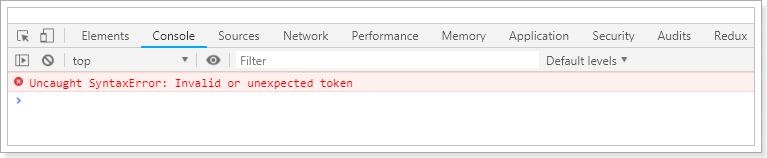 Elements Console Sources Network Performance Memory Application Security Audits Redux
top Filter Default levels
Uncaught SyntaxError: Invalid or unexpected token